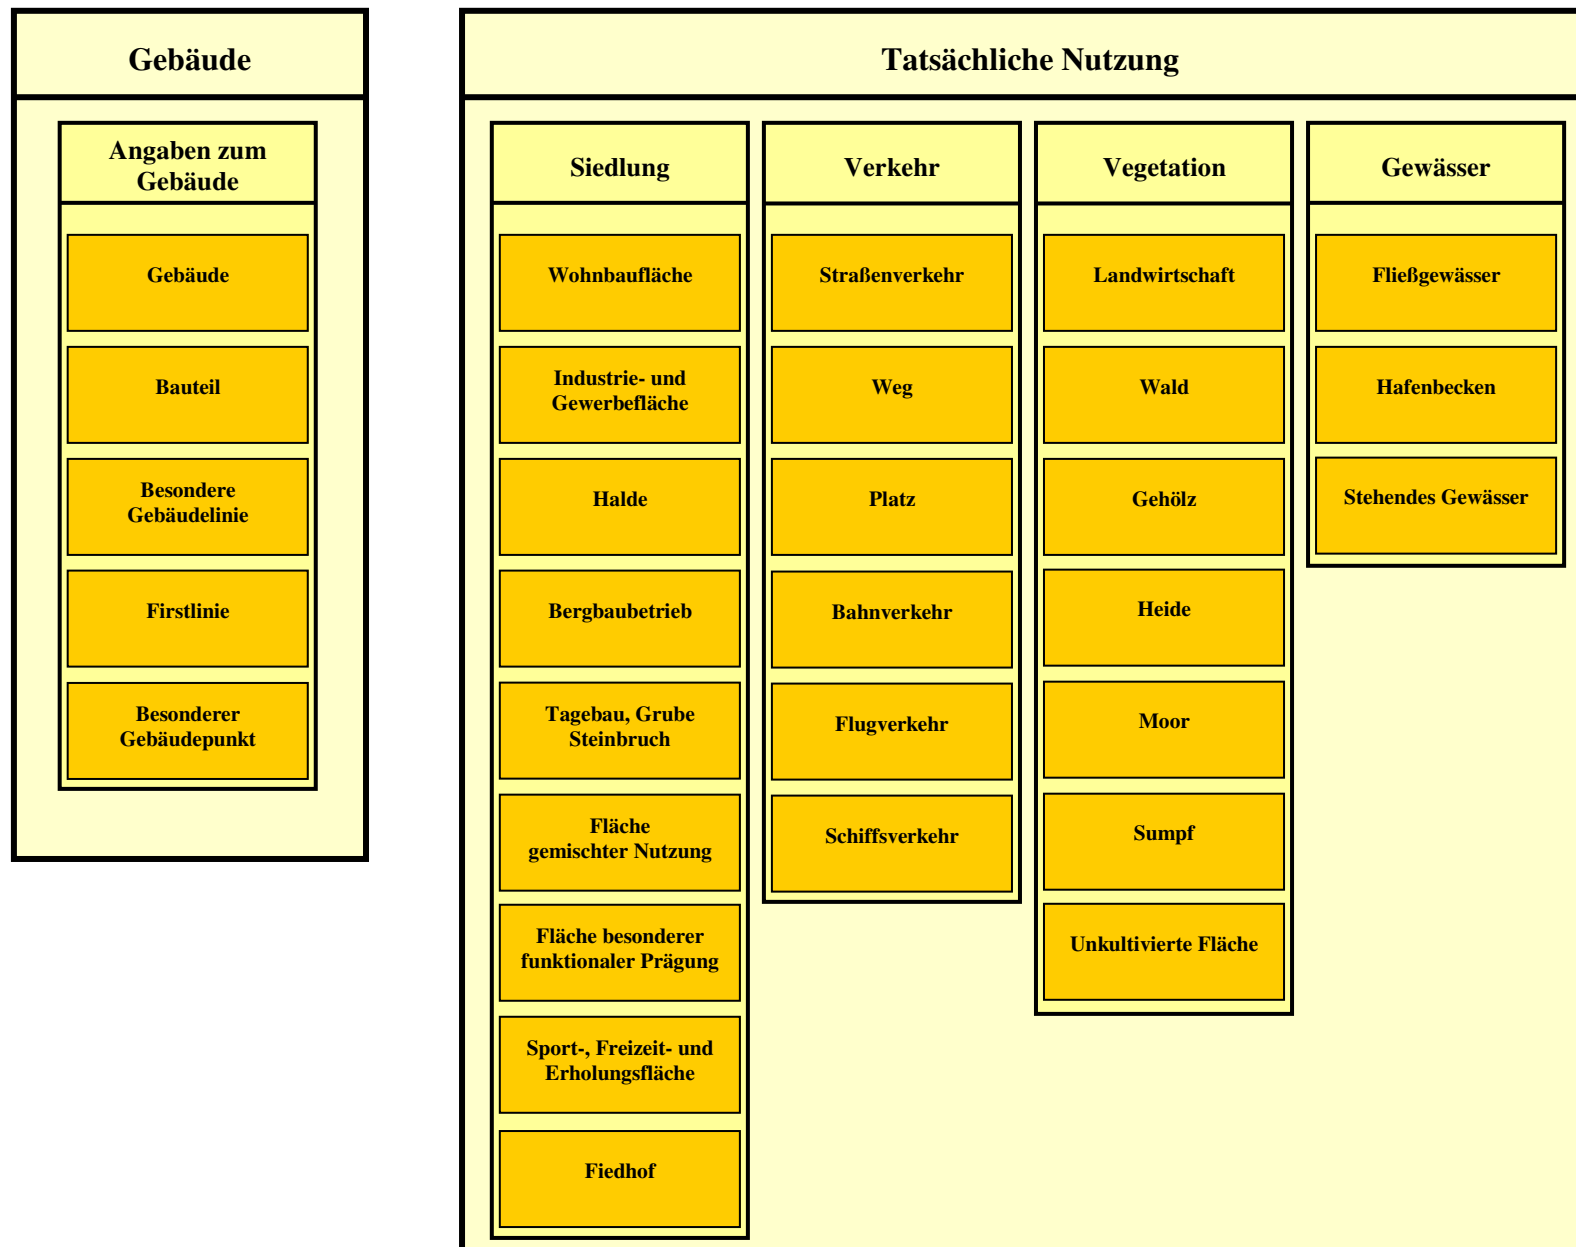 Gebäude
Angaben zum
Gebäude
Gebäude
Bauteil
Besondere
Gebäudelinie
Firstlinie
Besonderer
Gebäudepunkt
Tatsächliche Nutzung
Siedlung
Wohnbaufläche
Industrie- und
Gewerbefläche
Halde
Bergbaubetrieb
Tagebau, Grube
Steinbruch
Fläche
gemischter Nutzung
Fläche besonderer
funktionaler Prägung
Sport-, Freizeit- und
Erholungsfläche
Fiedhof
Verkehr
Straßenverkehr
Weg
Platz
Bahnverkehr
Flugverkehr
Schiffsverkehr
Vegetation
Landwirtschaft
Wald
Gehölz
Heide
Moor
Sumpf
Unkultivierte Fläche
Gewässer
Fließgewässer
Hafenbecken
Stehendes Gewässer